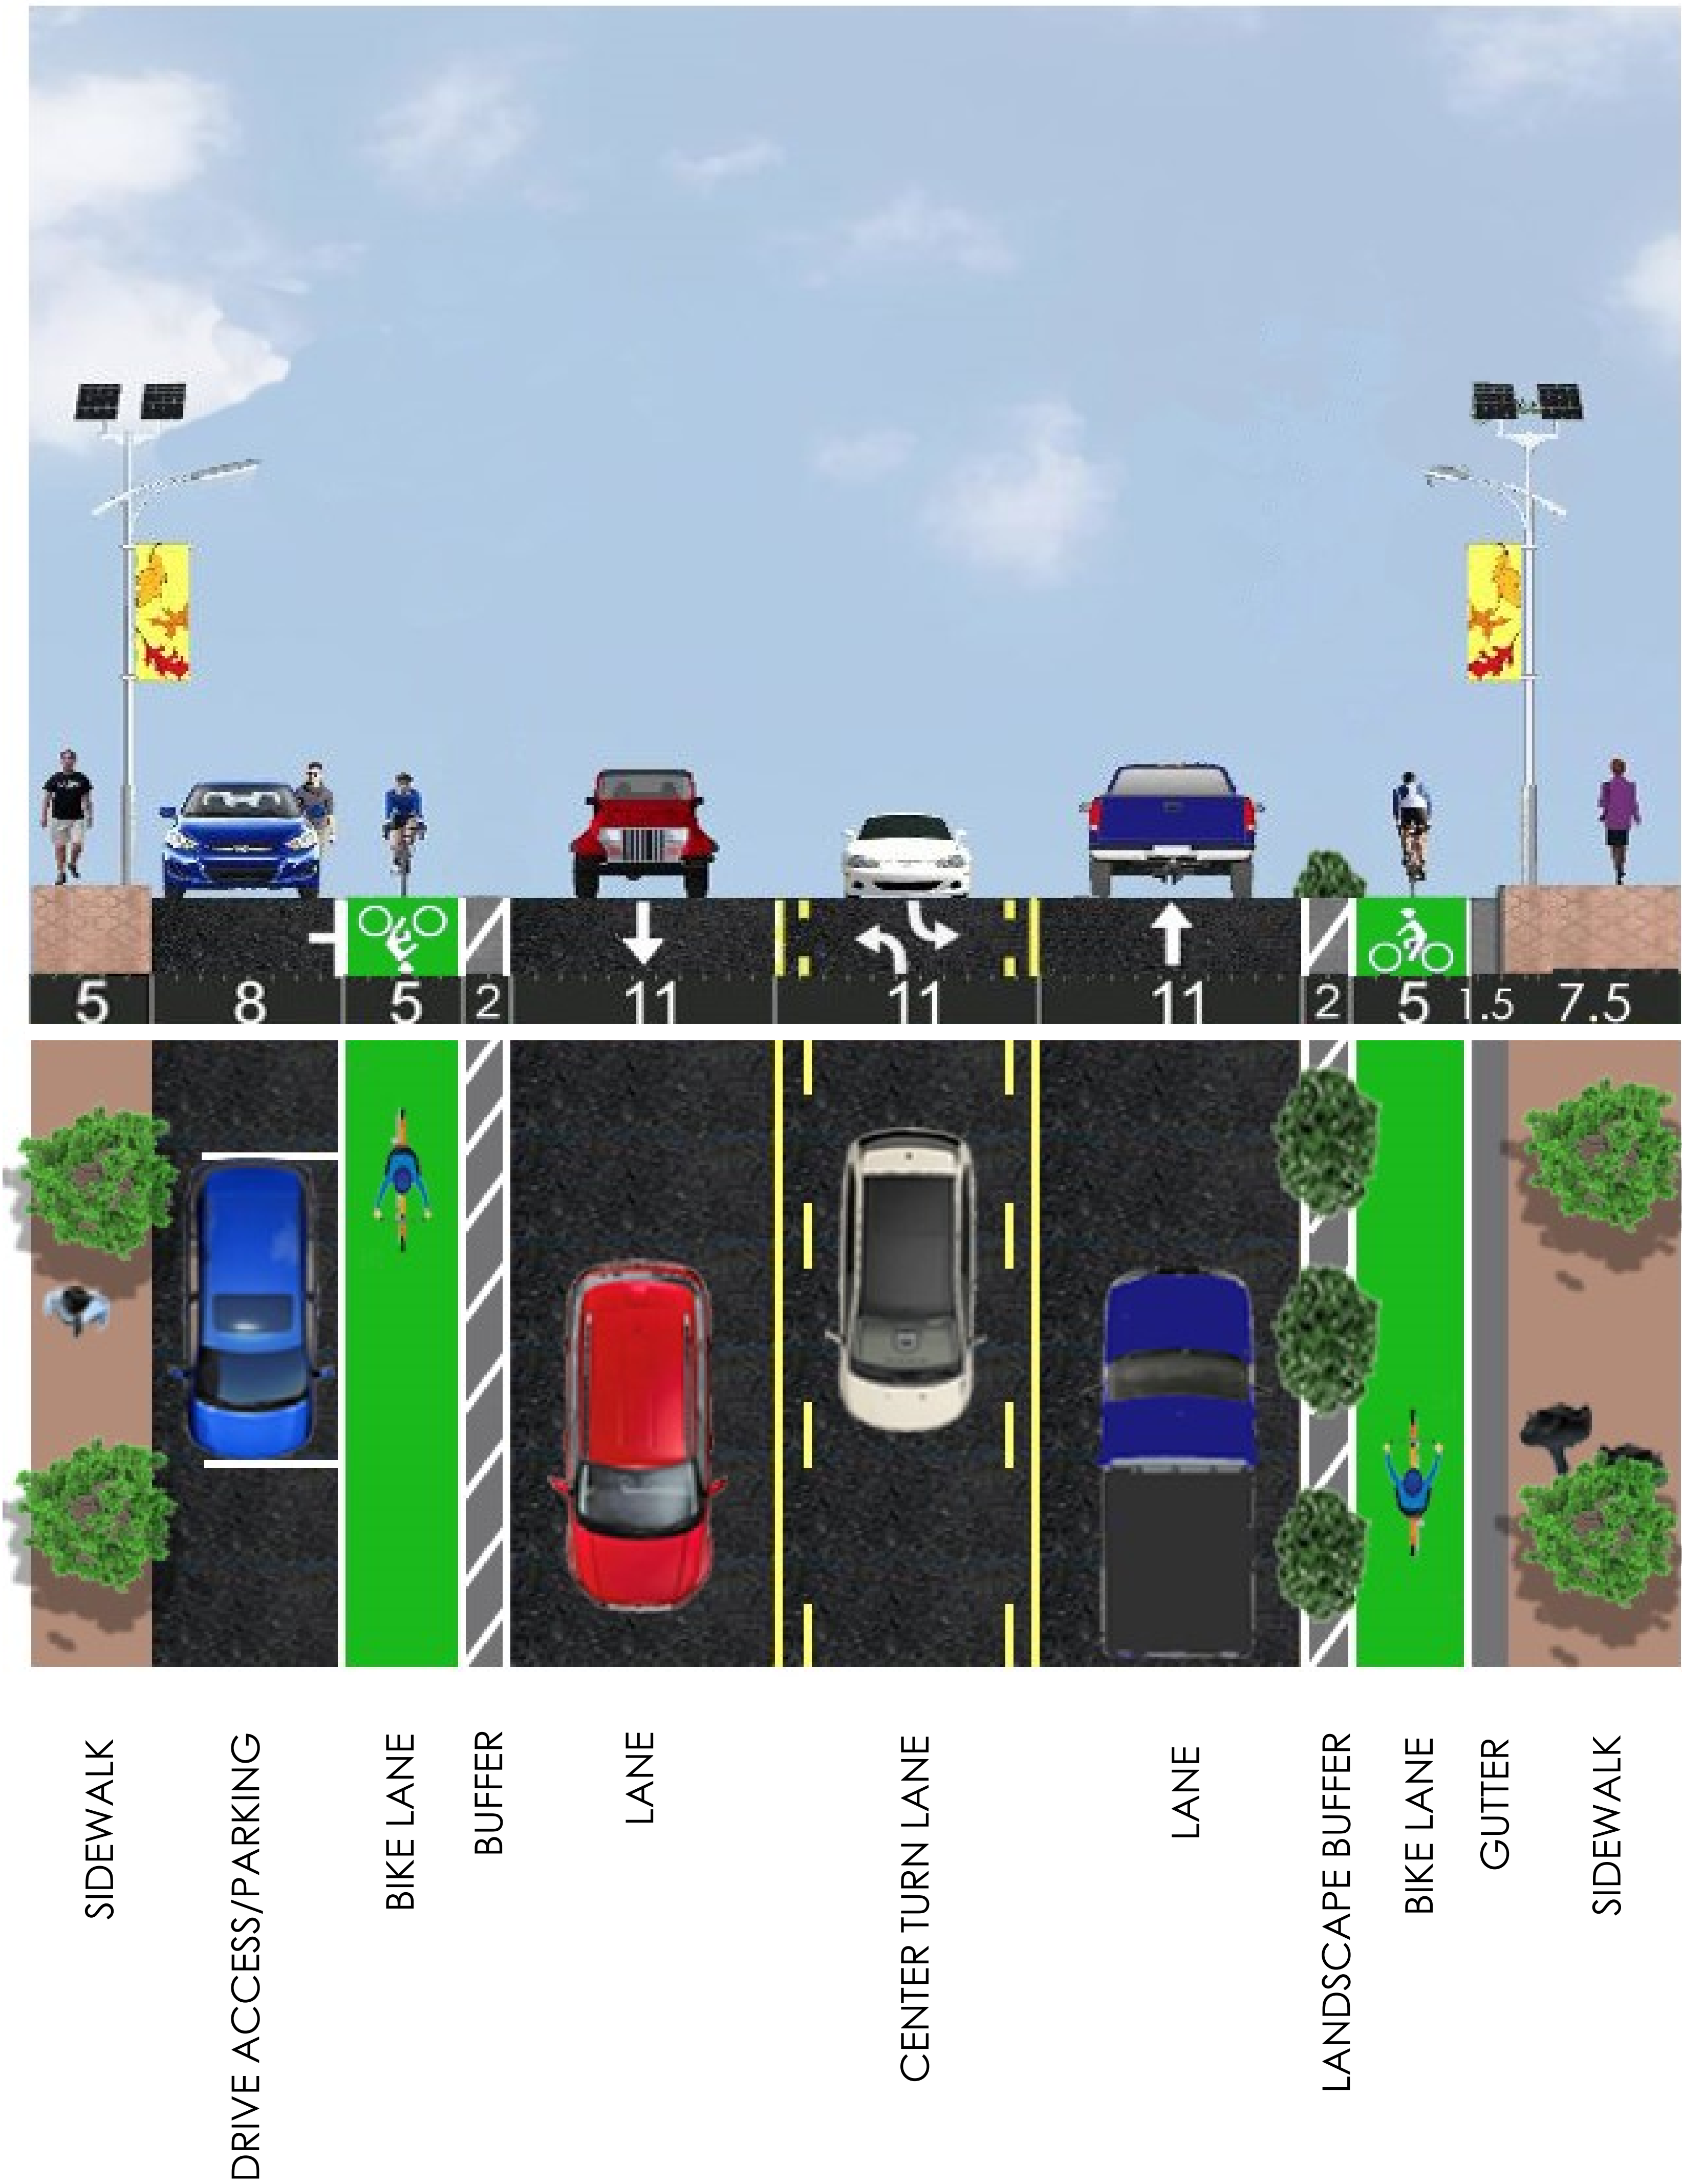 5 8 5 2 11 11 11 2 5 1.5 7.5
SIDEWALK
DRIVE ACCESS/PARKING
BIKE LANE
BUFFER
LANE
CENTER TURN LANE
LANE
LANDSCAPE BUFFER
BIKE LANE
GUTTER
SIDEWALK